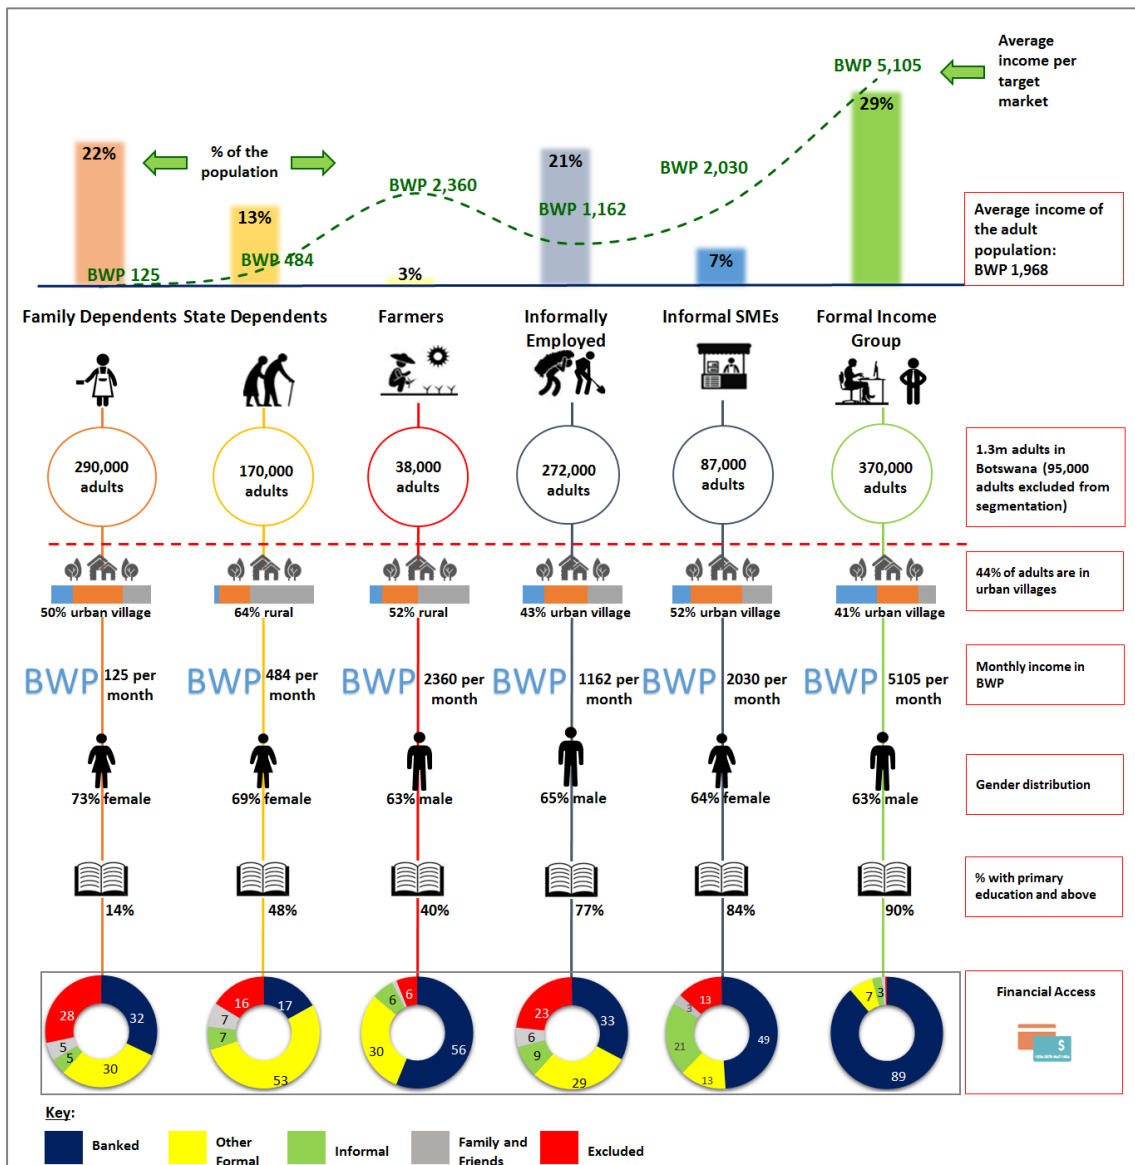 Average
income per
target
market
BWP 5,105
29%
22%
% of the
population
21%
BWP 2,030
BWP 2,360
BWP 1,162
13%
BWP 484
BWP 125
3%
7%
Average income of
the adult
population:
BWP 1,968
Family Dependents
State Dependents
Farmers
Informally
Employed
Informal SMEs
Formal Income
Group
290,000
adults
170,000
adults
38,000
adults
272,000
adults
87,000
adults
370,000
adults
1.3m adults in
Botswana (95,000
adults excluded from
segmentation)
50% urban village
64% rural
52% rural
43% urban village
52% urban village
41% urban village
44% of adults are in
urban villages
BWP 125 per
month
BWP 484 per
month
BWP 2360 per
month
BWP 1162 per
month
BWP 2030 per
month
BWP 5105 per
month
Monthly income in
BWP
73% female
69% female
63% male
65% male
64% female
63% male
Gender distribution
14%
48%
40%
77%
84%
90%
% with primary
education and above
28
32
5
5
30
16
17
7
7
53
6
6
30
56
23
33
6
9
29
13
3
49
21
13
7
3
89
Financial Access
$
Key:
Banked
Other
Formal
Informal
Family and
Friends
Excluded